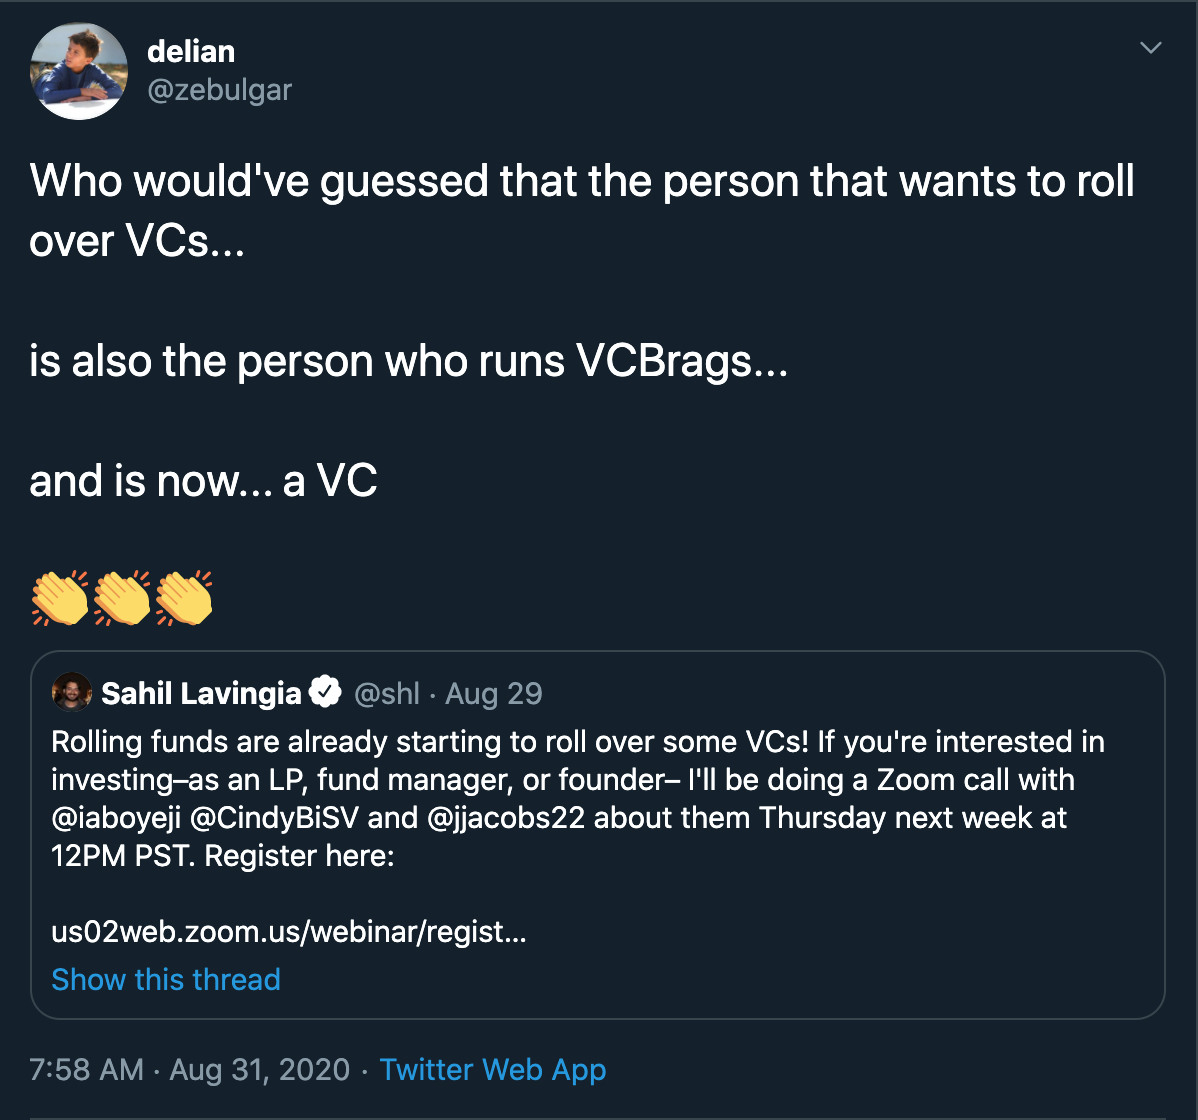 delian
@zebulgar
Who would've guessed that the person that wants to roll
over VCs...
is also the person who runs VCBrags...
and is now... a VC
👏👏👏
Sahil Lavingia @shl · Aug 29
Rolling funds are already starting to roll over some VCs! If you're interested in
investing–as an LP, fund manager, or founder– I'll be doing a Zoom call with
@iaboyeji @CindyBiSV and @jjacobs22 about them Thursday next week at
12PM PST. Register here:
us02web.zoom.us/webinar/regist...
Show this thread
7:58 AM · Aug 31, 2020 · Twitter Web App